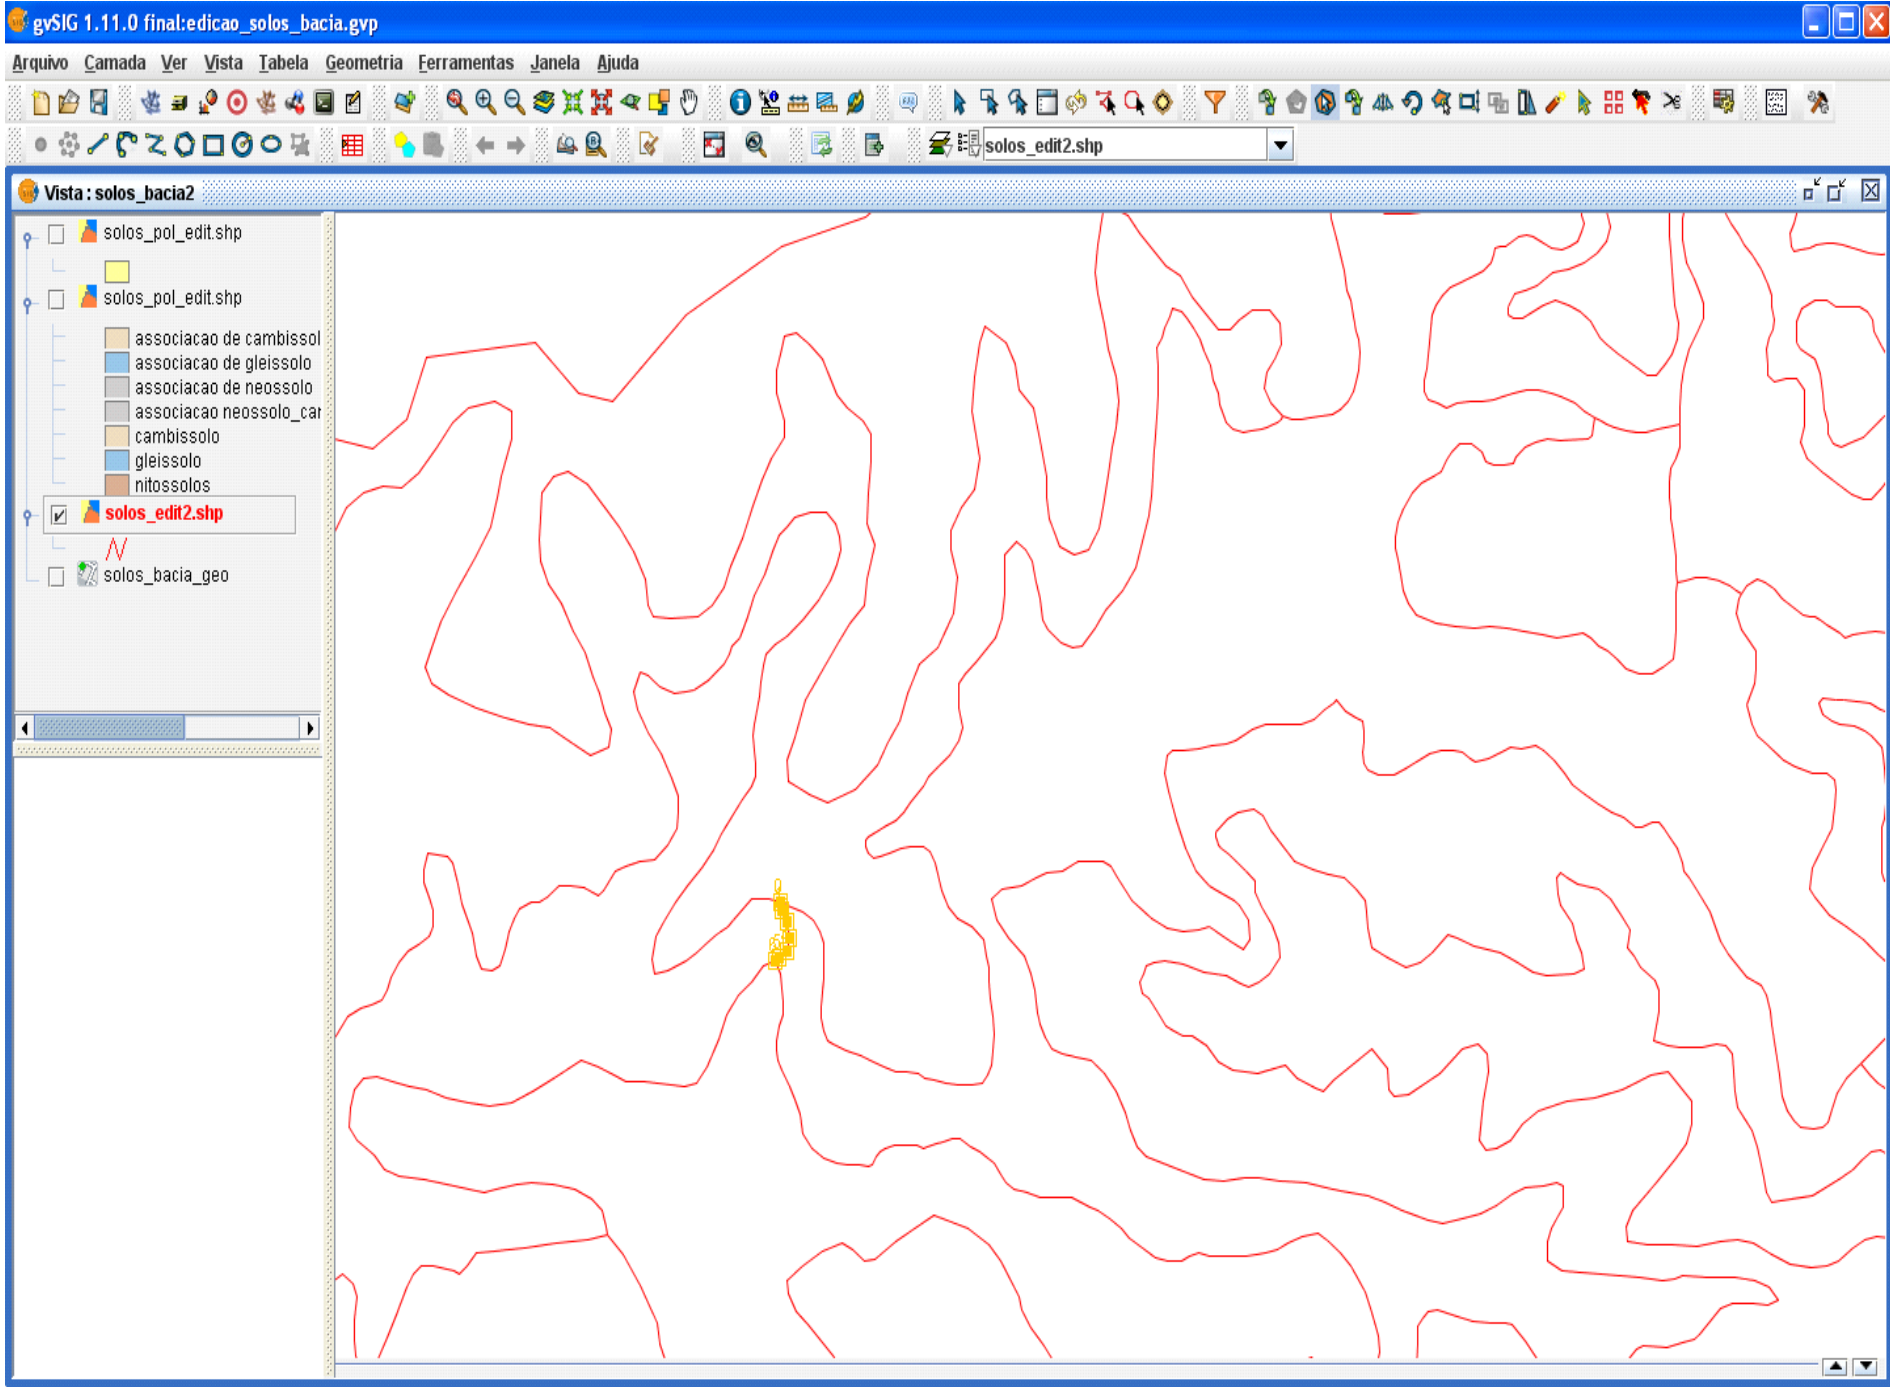 gvSIG 1.11.0 final:edicao_solos_bacia.gvp
Arquivo Camada Ver Vista Tabela Geometria Ferramentas Janela Ajuda
solos_edit2.shp
Vista : solos_bacia2
solos_pol_edit.shp
solos_pol_edit.shp
associacao de cambissol
associacao de gleissolo
associacao de neossolo
associacao neossolo_car
cambissolo
gleissolo
nitossolos
solos_edit2.shp
solos_bacia_geo